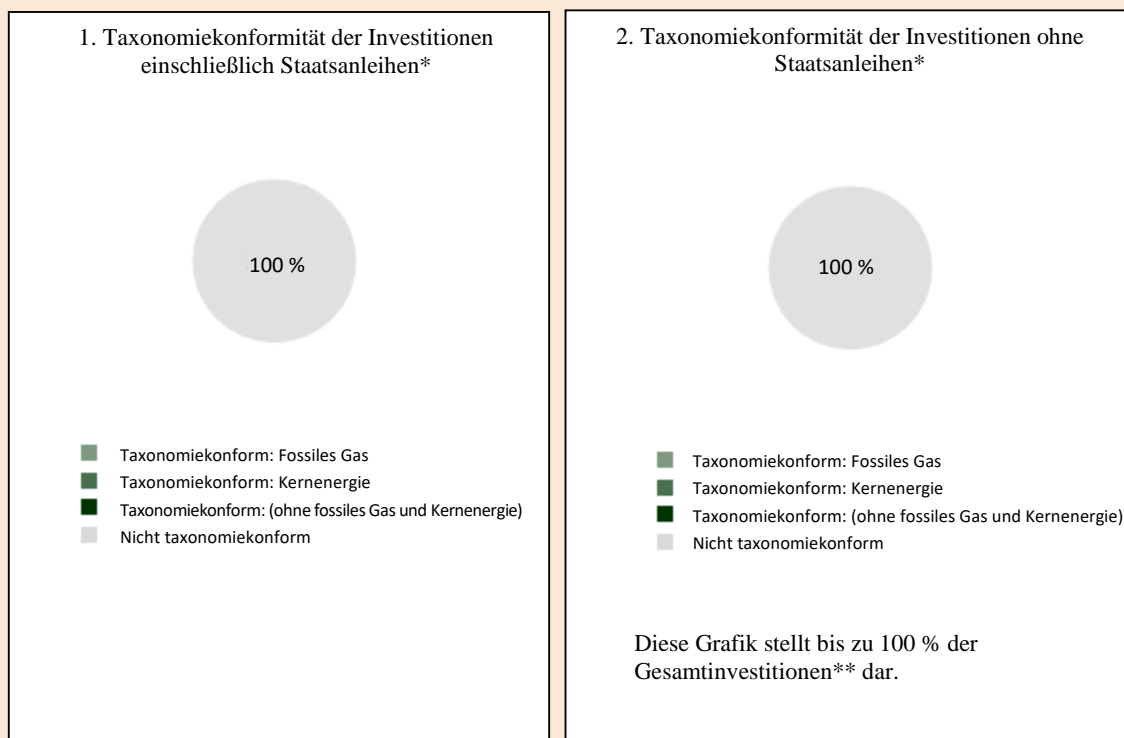 1. Taxonomiekonformität der Investitionen
einschließlich Staatsanleihen*
100 %
Taxonomiekonform: Fossiles Gas
Taxonomiekonform: Kernenergie
Taxonomiekonform: (ohne fossiles Gas und Kernenergie)
Nicht taxonomiekonform
2. Taxonomiekonformität der Investitionen ohne
Staatsanleihen*
100 %
Taxonomiekonform: Fossiles Gas
Taxonomiekonform: Kernenergie
Taxonomiekonform: (ohne fossiles Gas und Kernenergie)
Nicht taxonomiekonform
Diese Grafik stellt bis zu 100 % der
Gesamtinvestitionen** dar.